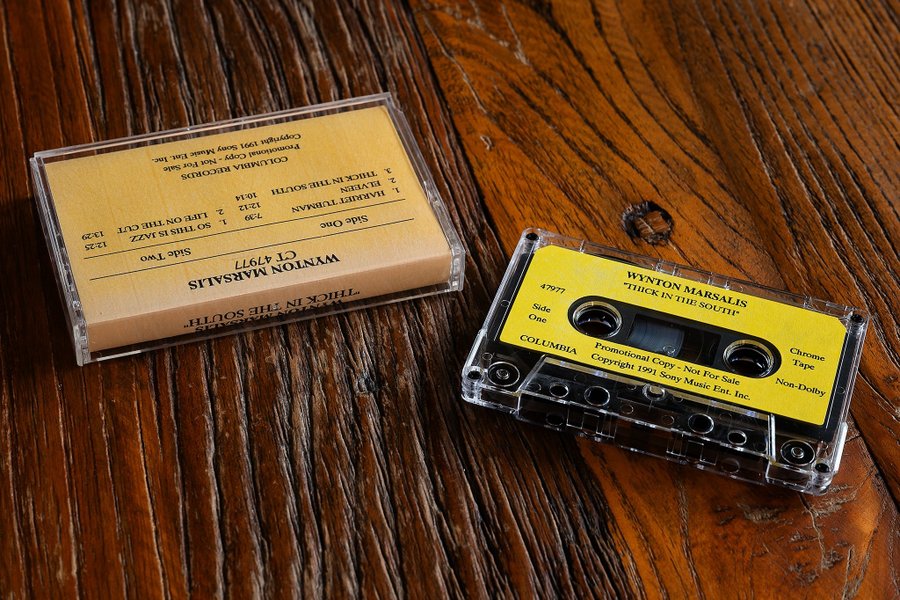 WYNTON MARSALIS
"THICK IN THE SOUTH"
WYNTON MARSALIS
CT 47977
Side One
1. HARRIET TUBMAN 7:39
2. ELVEEN 12:12
3. THICK IN THE SOUTH 10:14
Side Two
1. SO THIS IS JAZZ 12:25
2. LIFE ON THE CUT 13:29
COLUMBIA RECORDS
Promotional Copy - Not For Sale
Copyright 1991 Sony Music Ent. Inc.
WYNTON MARSALIS
"THICK IN THE SOUTH"
47977
Side
One
Chrome
Tape
COLUMBIA
Non-Dolby
Promotional Copy - Not For Sale
Copyright 1991 Sony Music Ent. Inc.